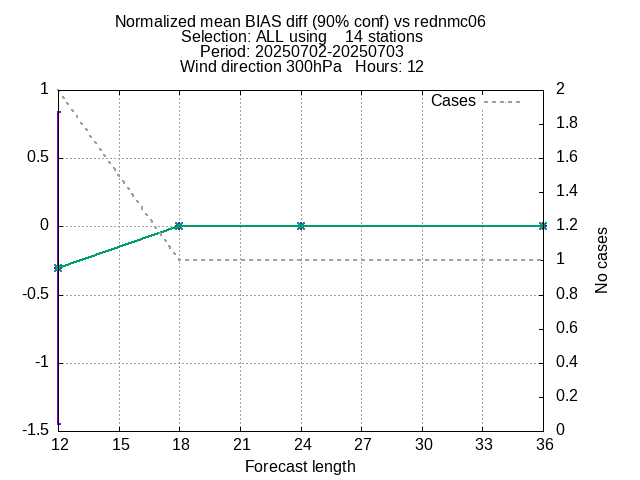 Normalized mean BIAS diff (90% conf) vs rednmc06
Selection: ALL using    14 stations
Period: 20250702-20250703
Wind direction 300hPa   Hours: 12
Cases
1
0.5
0
-0.5
-1
-1.5
2
1.8
1.6
1.4
1.2
1
0.8
0.6
0.4
0.2
0
No cases
12 15 18 21 24 27 30 33 36
Forecast length